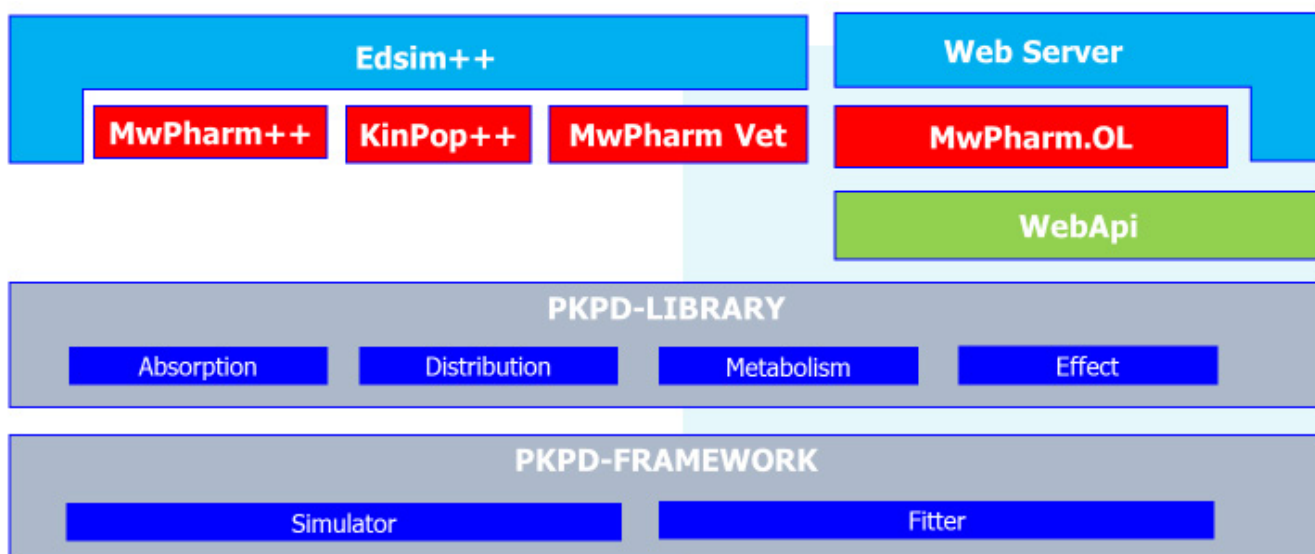 Edsim++
Web Server
MwPharm++
KinPop++
MwPharm Vet
MwPharm.OL
WebApi
PKPD-LIBRARY
Absorption
Distribution
Metabolism
Effect
PKPD-FRAMEWORK
Simulator
Fitter